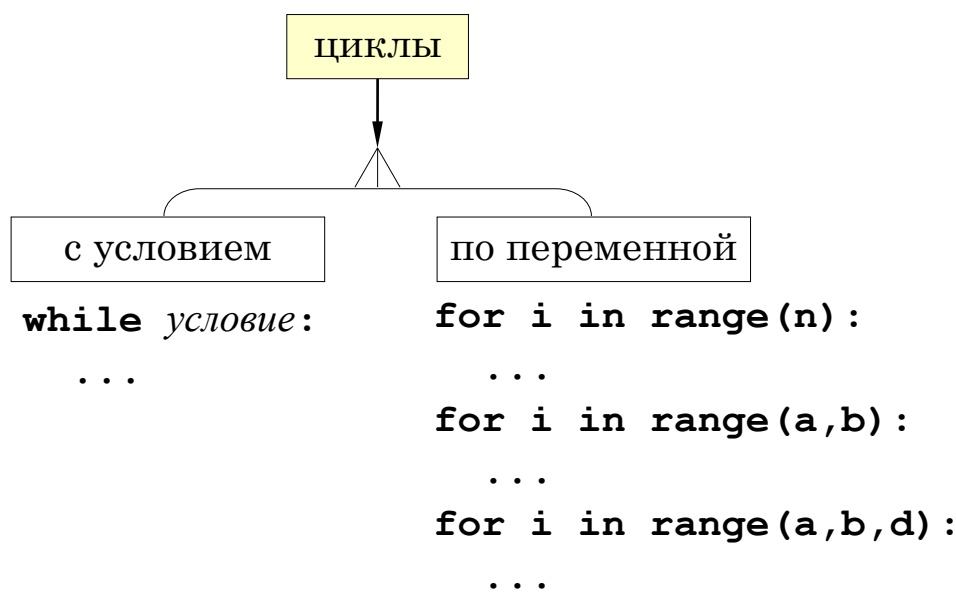 циклы
с условием
while условие:
...
по переменной
for i in range(n):
...
for i in range(a,b):
...
for i in range(a,b,d):
...